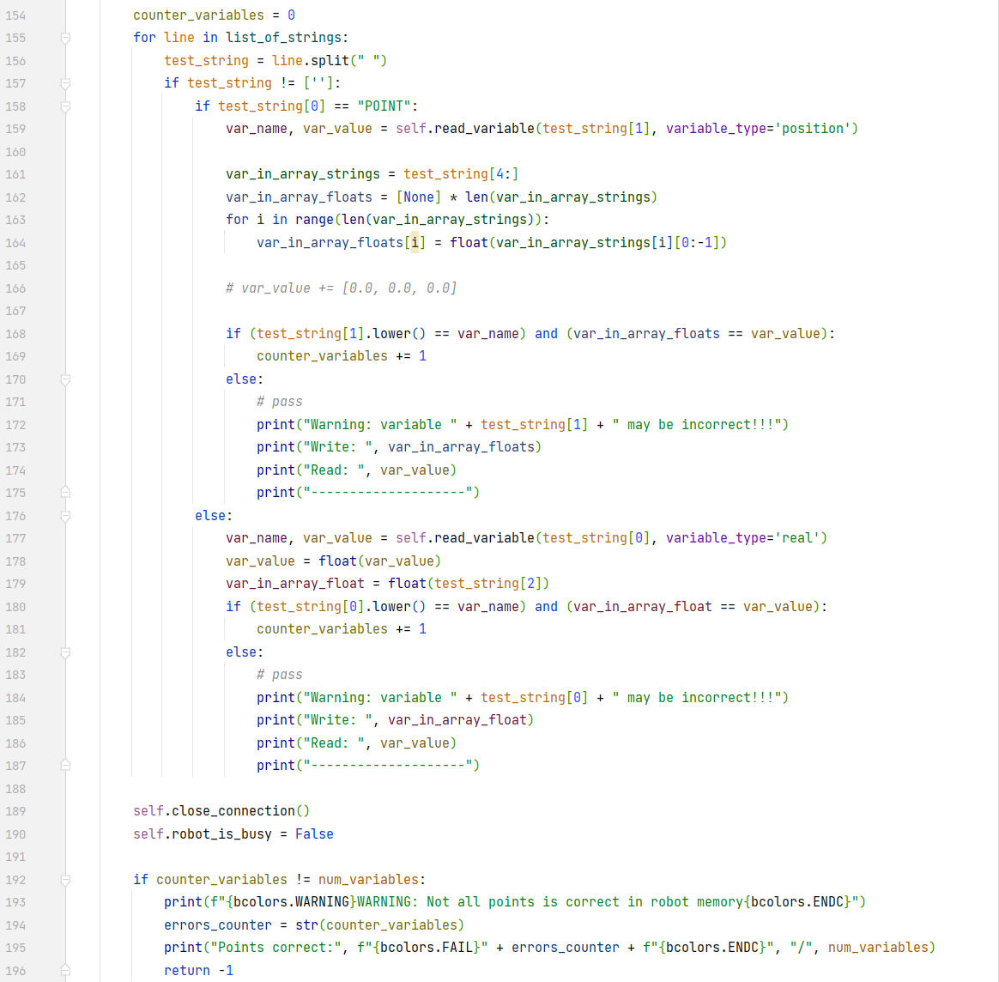 154 counter_variables = 0
155 for line in list_of_strings:
156 test_string = line.split(" ")
157 if test_string != ['']:
158 if test_string[0] == "POINT":
159 var_name, var_value = self.read_variable(test_string[1], variable_type='position')
160
161 var_in_array_strings = test_string[4:]
162 var_in_array_floats = [None] * len(var_in_array_strings)
163 for i in range(len(var_in_array_strings)):
164 var_in_array_floats[i] = float(var_in_array_strings[i][0:-1])
165
166 # var_value += [0.0, 0.0, 0.0]
167
168 if (test_string[1].lower() == var_name) and (var_in_array_floats == var_value):
169 counter_variables += 1
170 else:
171 # pass
172 print("Warning: variable " + test_string[1] + " may be incorrect!!!")
173 print("Write: ", var_in_array_floats)
174 print("Read: ", var_value)
175 print("--------------------")
176 else:
177 var_name, var_value = self.read_variable(test_string[0], variable_type='real')
178 var_value = float(var_value)
179 var_in_array_float = float(test_string[2])
180 if (test_string[0].lower() == var_name) and (var_in_array_float == var_value):
181 counter_variables += 1
182 else:
183 # pass
184 print("Warning: variable " + test_string[0] + " may be incorrect!!!")
185 print("Write: ", var_in_array_float)
186 print("Read: ", var_value)
187 print("--------------------")
188
189 self.close_connection()
190 self.robot_is_busy = False
191
192 if counter_variables != num_variables:
193 print(f"{bcolors.WARNING}WARNING: Not all points is correct in robot memory{bcolors.ENDC}")
194 errors_counter = str(counter_variables)
195 print("Points correct:", f"{bcolors.FAIL}" + errors_counter + f"{bcolors.ENDC}", "/", num_variables)
196 return -1